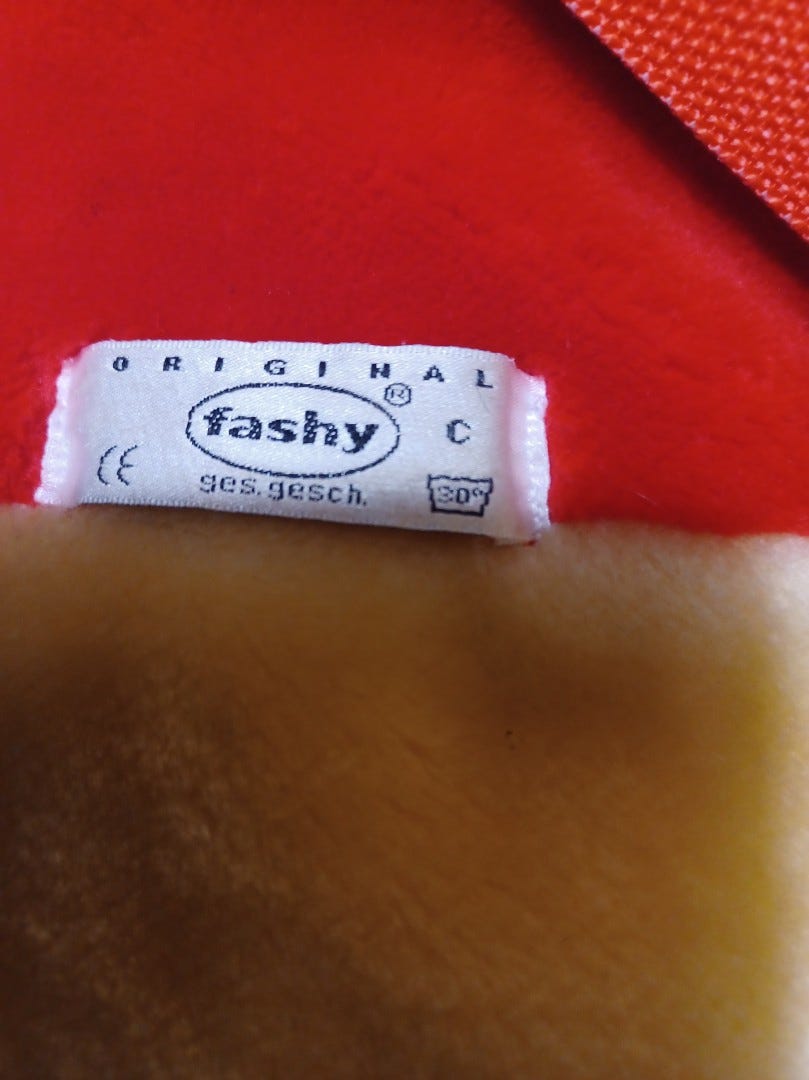 ORIGINAL
fashy® C
CE
ges.gesch.
30°